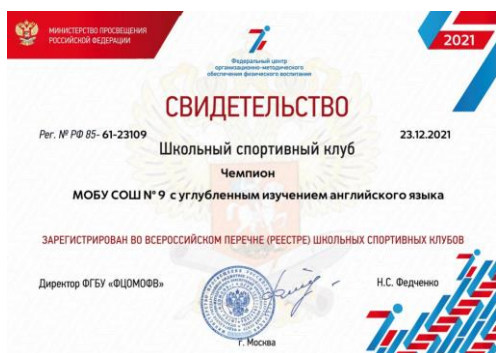 МИНИСТЕРСТВО ПРОСВЕЩЕНИЯ
РОССИЙСКОЙ ФЕДЕРАЦИИ
2021
Федеральный центр
организационно-методического
обеспечения физического воспитания
СВИДЕТЕЛЬСТВО
Рег. № РФ 85- 61-23109
23.12.2021
Школьный спортивный клуб
Чемпион
МОБУ СОШ № 9 с углубленным изучением английского языка
ЗАРЕГИСТРИРОВАН ВО ВСЕРОССИЙСКОМ ПЕРЕЧНЕ (РЕЕСТРЕ) ШКОЛЬНЫХ СПОРТИВНЫХ КЛУБОВ
Директор ФГБУ «ФЦОМОФВ»
Н.С. Федченко
г. Москва